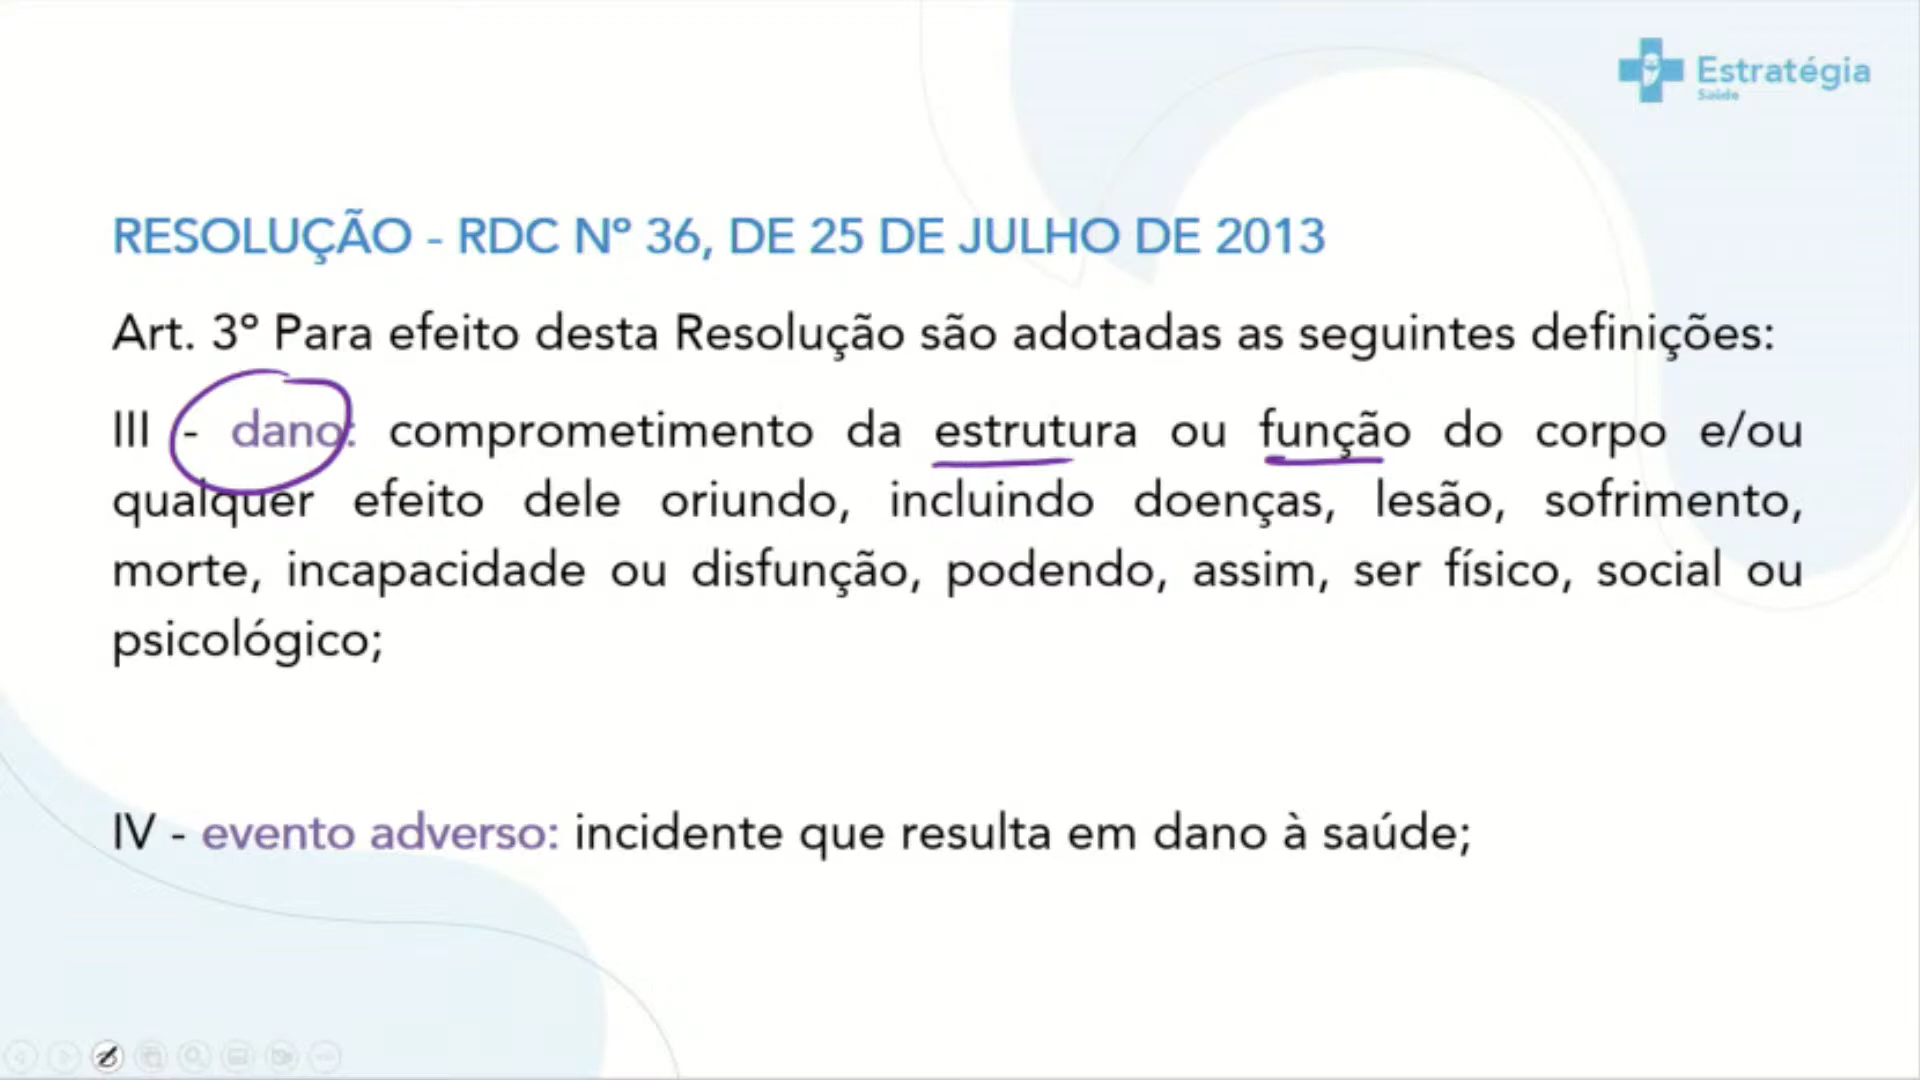 Estratégia
Saúde
RESOLUÇÃO - RDC Nº 36, DE 25 DE JULHO DE 2013
Art. 3º Para efeito desta Resolução são adotadas as seguintes definições:
III - dano: comprometimento da estrutura ou função do corpo e/ou
qualquer efeito dele oriundo, incluindo doenças, lesão, sofrimento,
morte, incapacidade ou disfunção, podendo, assim, ser físico, social ou
psicológico;
IV - evento adverso: incidente que resulta em dano à saúde;